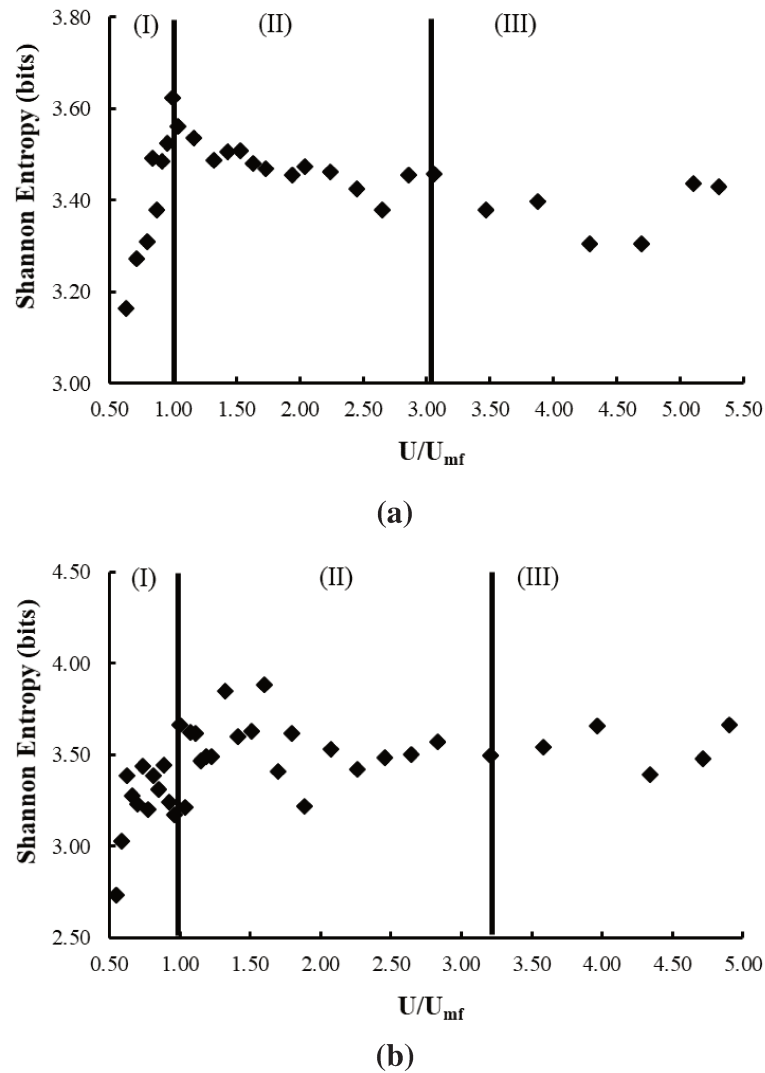 3.80
(I)
(II)
(III)
3.60
3.40
3.20
3.00
Shannon Entropy (bits)
0.50 1.00 1.50 2.00 2.50 3.00 3.50 4.00 4.50 5.00 5.50
U/Umf
(a)
4.50
(I)
(II)
(III)
4.00
3.50
3.00
2.50
Shannon Entropy (bits)
0.50 1.00 1.50 2.00 2.50 3.00 3.50 4.00 4.50 5.00
U/Umf
(b)